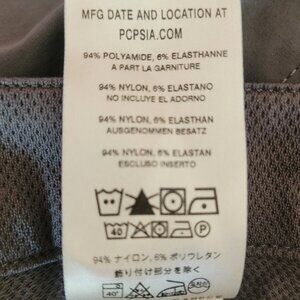 MFG DATE AND LOCATION AT
PCPSIA.COM
94% POLYAMIDE, 6% ELASTHANNE
A PART LA GARNITURE
94% NYLON, 6% ELASTANO
NO INCLUYE EL ADORNO
94% NYLON, 6% ELASTHAN
AUSGENOMMEN BESATZ
94% NYLON, 6% ELASTAN
ESCLUSO INSERTO
40 P
94% ナイロン, 6% ポリウレタン
飾り付け部分を除く
40